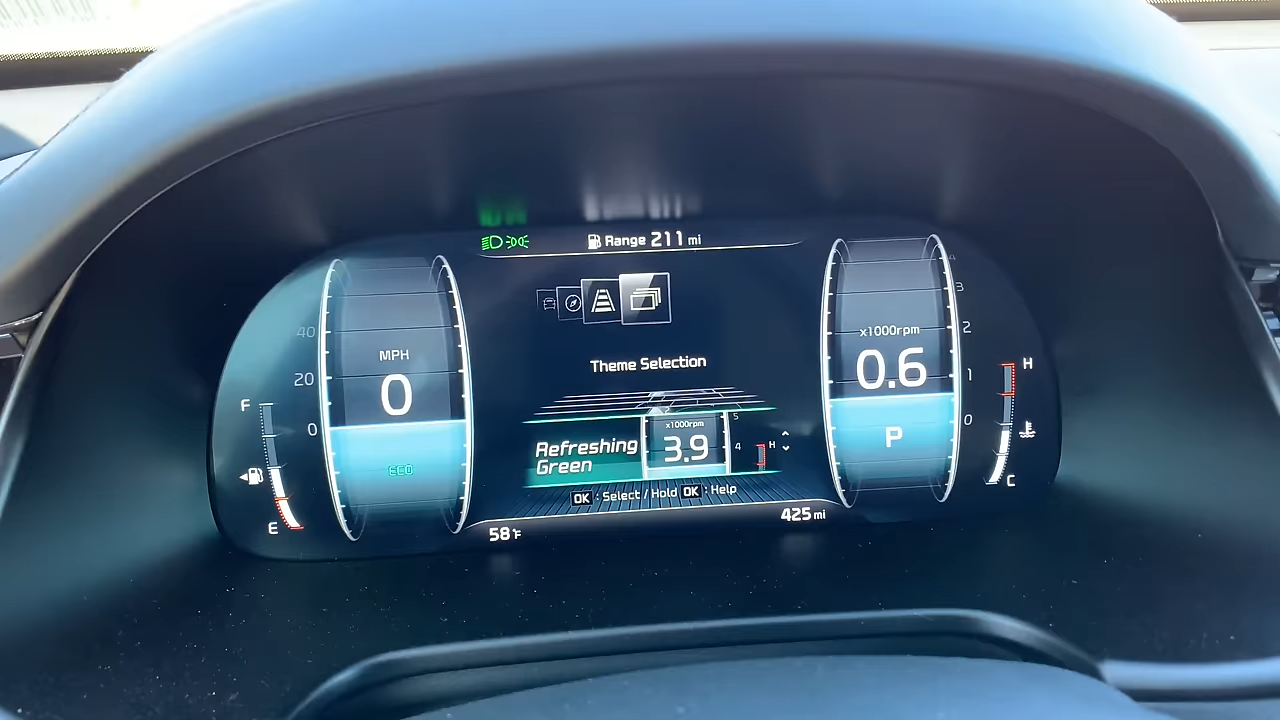 Range 211 mi
Theme Selection
40
20
0
MPH
0
ECO
F
E
Refreshing
Green
x1000rpm
3.9
5
4
H
OK : Select / Hold OK : Help
58°F
425 mi
x1000rpm
0.6
P
4
3
2
1
0
H
C